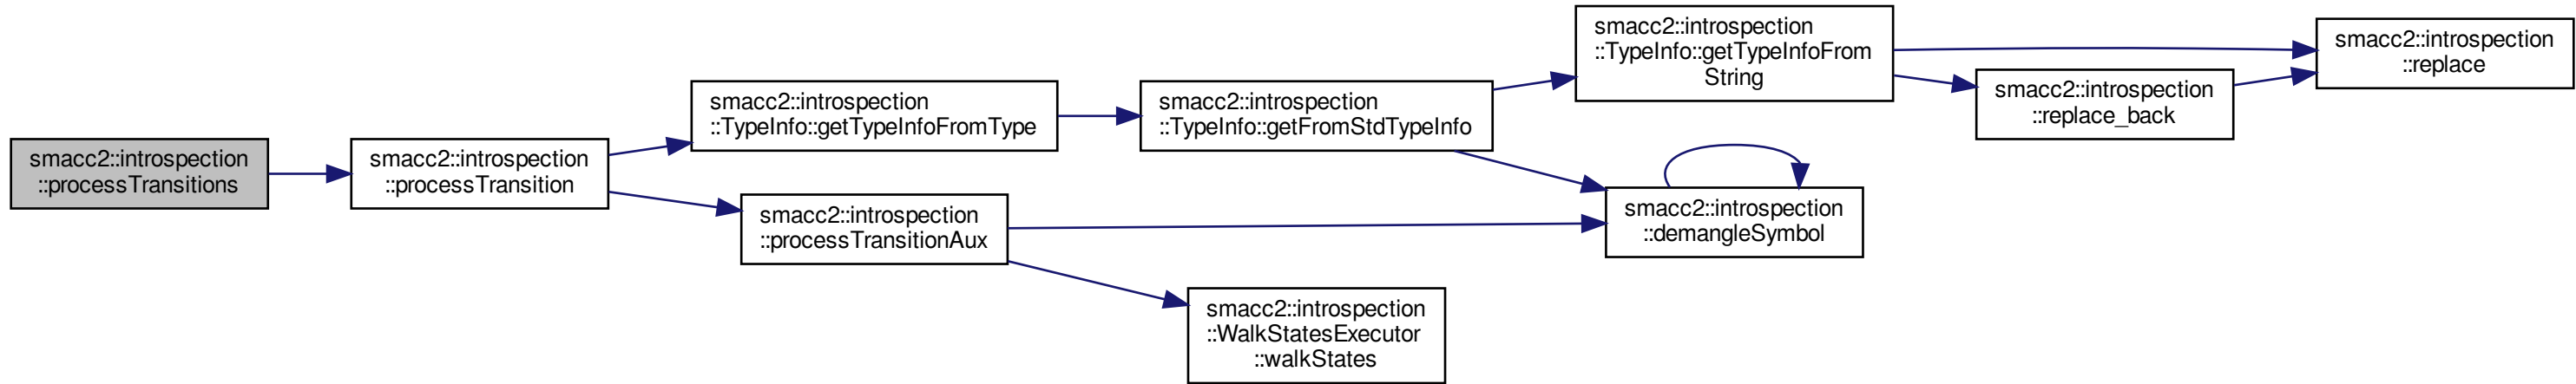 smacc2::introspection
::processTransitions
smacc2::introspection
::processTransition
smacc2::introspection
::TypeInfo::getTypeInfoFromType
smacc2::introspection
::processTransitionAux
smacc2::introspection
::TypeInfo::getFromStdTypeInfo
smacc2::introspection
::WalkStatesExecutor
::walkStates
smacc2::introspection
::TypeInfo::getTypeInfoFrom
String
smacc2::introspection
::demangleSymbol
smacc2::introspection
::replace_back
smacc2::introspection
::replace